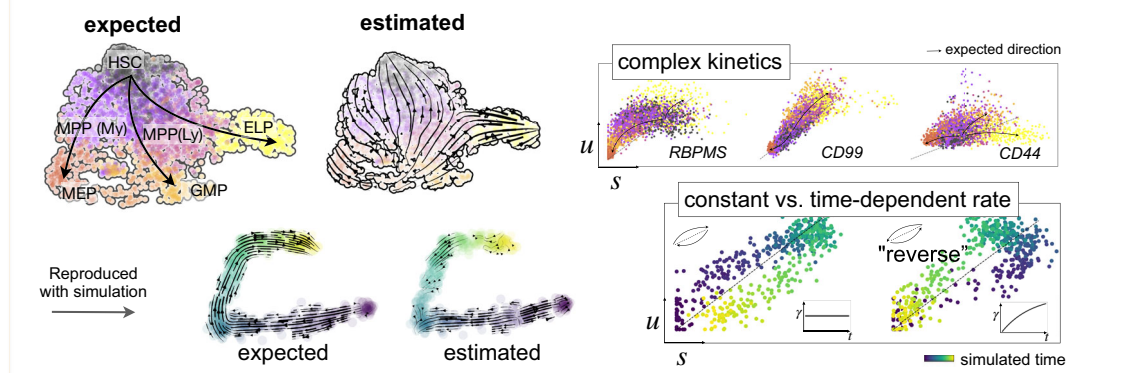 expected
estimated
HSC
MPP (My)
MPP(Ly)
ELP
MEP
GMP
→ expected direction
complex kinetics
u
s
RBPMS
CD99
CD44
constant vs. time-dependent rate
"reverse”
γ
t
γ
t
u
s
simulated time
Reproduced
with simulation
expected
estimated